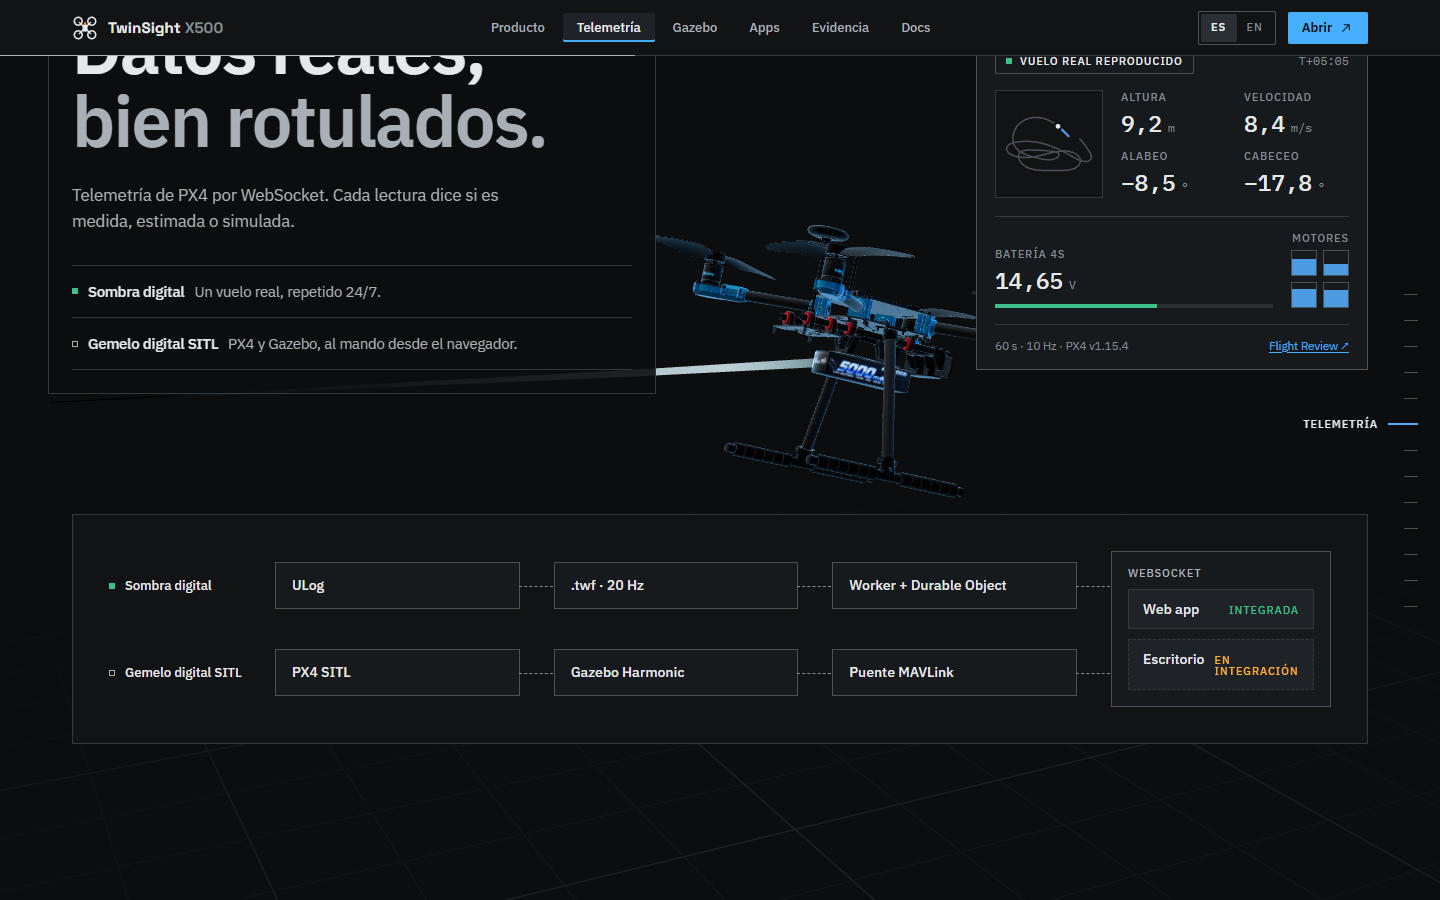 TwinSight X500
Producto
Telemetría
Gazebo
Apps
Evidencia
Docs
ES
EN
Abrir ↗
Datos reales,
bien rotulados.
Telemetría de PX4 por WebSocket. Cada lectura dice si es
medida, estimada o simulada.
Sombra digital Un vuelo real, repetido 24/7.
Gemelo digital SITL PX4 y Gazebo, al mando desde el navegador.
VUELO REAL REPRODUCIDO
T+05:05
ALTURA
9,2 m
VELOCIDAD
8,4 m/s
ALABEO
−8,5 °
CABECEO
−17,8 °
BATERÍA 4S
14,65 V
MOTORES
60 s · 10 Hz · PX4 v1.15.4
Flight Review ↗
5000
TELEMETRÍA
Sombra digital
ULog
.twf · 20 Hz
Worker + Durable Object
Gemelo digital SITL
PX4 SITL
Gazebo Harmonic
Puente MAVLink
WEBSOCKET
Web app INTEGRADA
Escritorio EN
INTEGRACIÓN